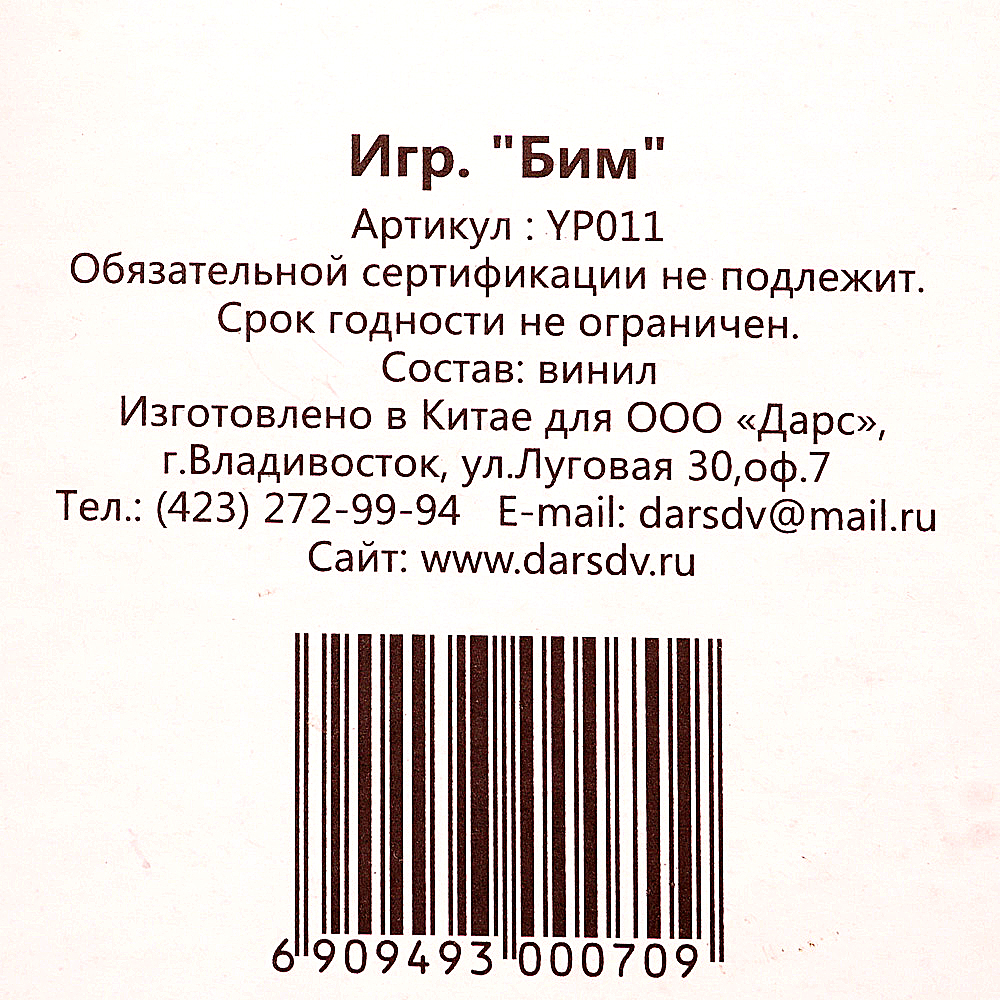 Игр. "Бим"
Артикул : YP011
Обязательной сертификации не подлежит.
Срок годности не ограничен.
Состав: винил
Изготовлено в Китае для ООО «Дарс»,
г.Владивосток, ул.Луговая 30,оф.7
Тел.: (423) 272-99-94 E-mail: darsdv@mail.ru
Сайт: www.darsdv.ru
6 909493 000709